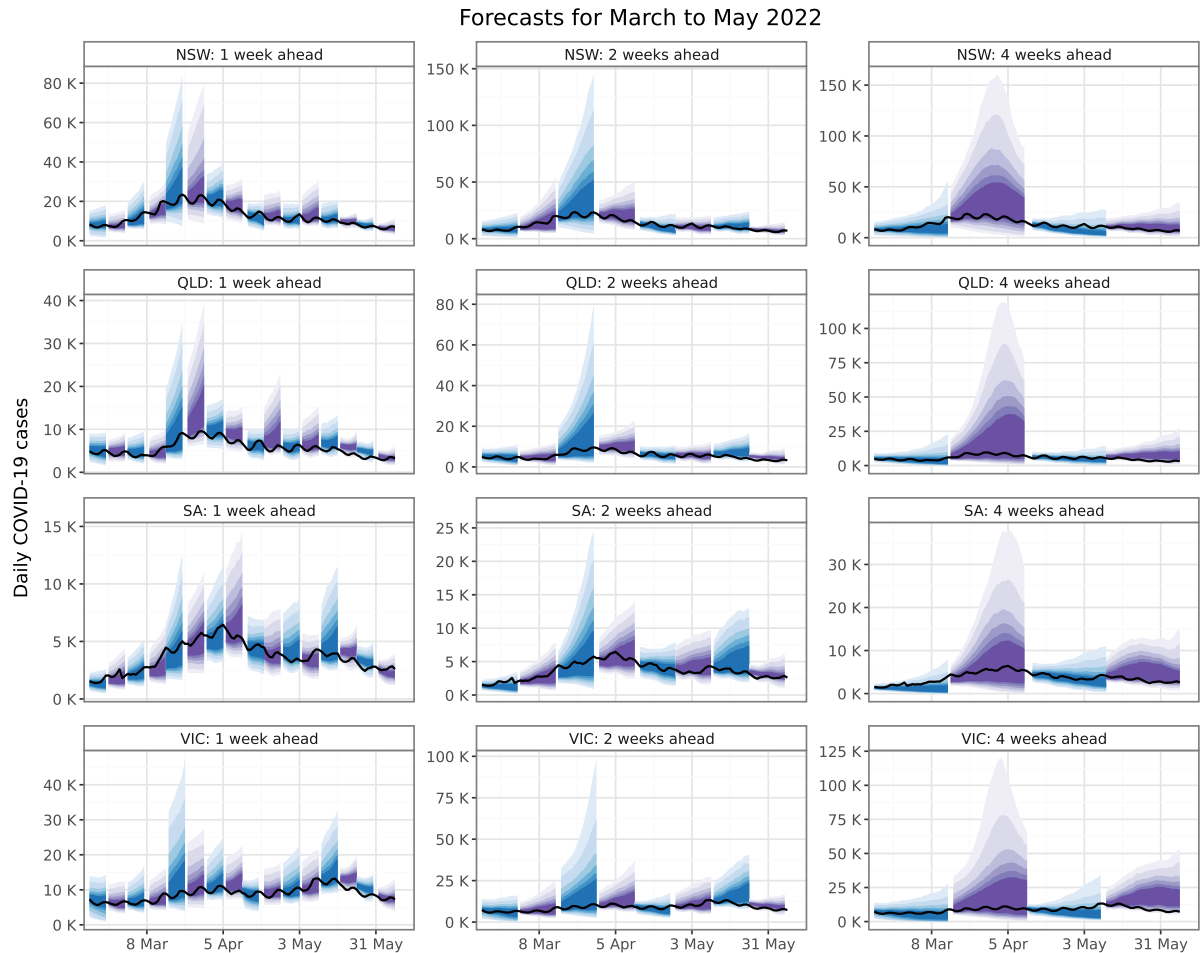 Forecasts for March to May 2022
Daily COVID-19 cases
NSW: 1 week ahead
80 K
60 K
40 K
20 K
0 K
NSW: 2 weeks ahead
150 K
100 K
50 K
0 K
NSW: 4 weeks ahead
150 K
100 K
50 K
0 K
QLD: 1 week ahead
40 K
30 K
20 K
10 K
0 K
QLD: 2 weeks ahead
80 K
60 K
40 K
20 K
0 K
QLD: 4 weeks ahead
100 K
75 K
50 K
25 K
0 K
SA: 1 week ahead
15 K
10 K
5 K
0 K
SA: 2 weeks ahead
25 K
20 K
15 K
10 K
5 K
0 K
SA: 4 weeks ahead
30 K
20 K
10 K
0 K
VIC: 1 week ahead
40 K
30 K
20 K
10 K
0 K
VIC: 2 weeks ahead
100 K
75 K
50 K
25 K
0 K
VIC: 4 weeks ahead
125 K
100 K
75 K
50 K
25 K
0 K
8 Mar 5 Apr 3 May 31 May
8 Mar 5 Apr 3 May 31 May
8 Mar 5 Apr 3 May 31 May